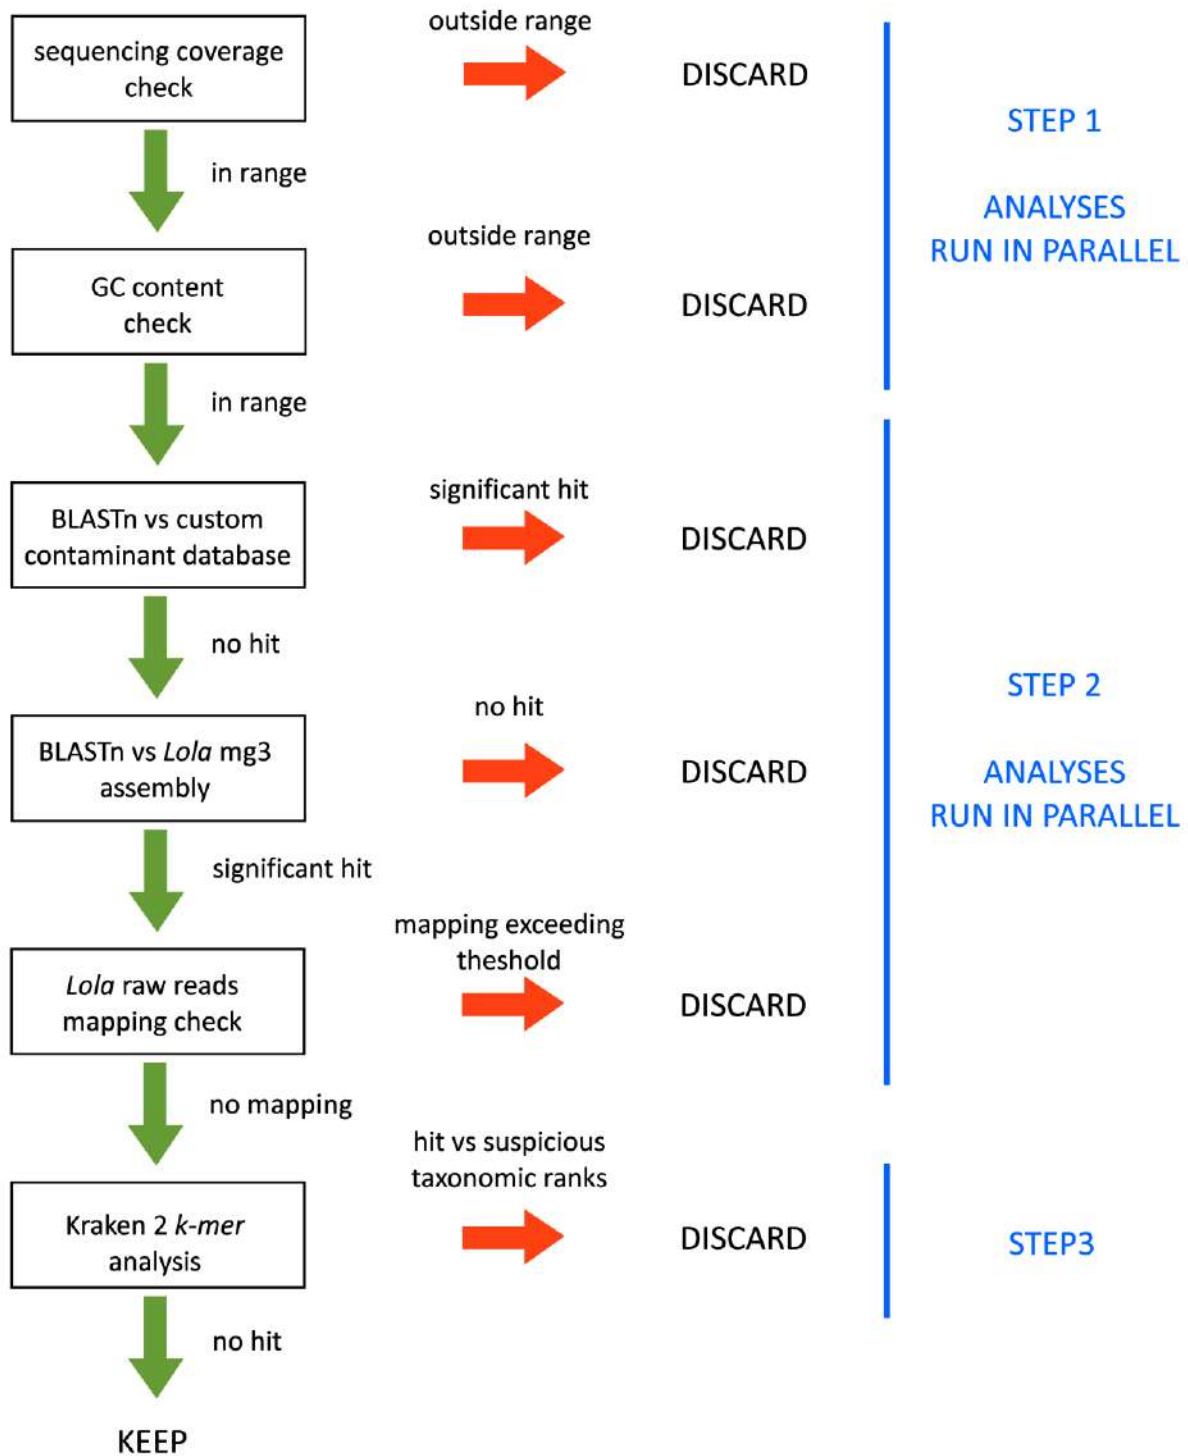 sequencing coverage
check
outside range
DISCARD
in range
GC content
check
outside range
DISCARD
STEP 1
ANALYSES
RUN IN PARALLEL
in range
BLASTn vs custom
contaminant database
significant hit
DISCARD
no hit
BLASTn vs Lola mg3
assembly
no hit
DISCARD
STEP 2
ANALYSES
RUN IN PARALLEL
significant hit
Lola raw reads
mapping check
mapping exceeding
theshold
DISCARD
no mapping
Kraken 2 k-mer
analysis
hit vs suspicious
taxonomic ranks
DISCARD
STEP3
no hit
KEEP